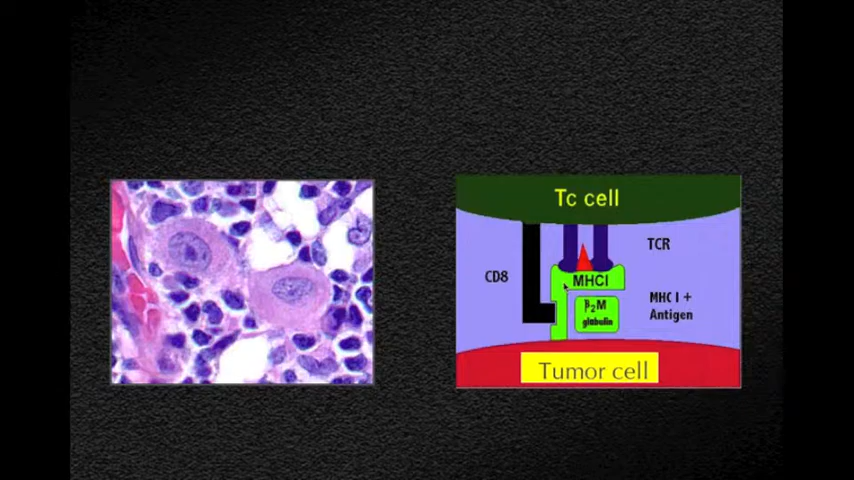 Tc cell
TCR
CD8
MHCI
MHC I +
Antigen
β2M
globulin
Tumor cell